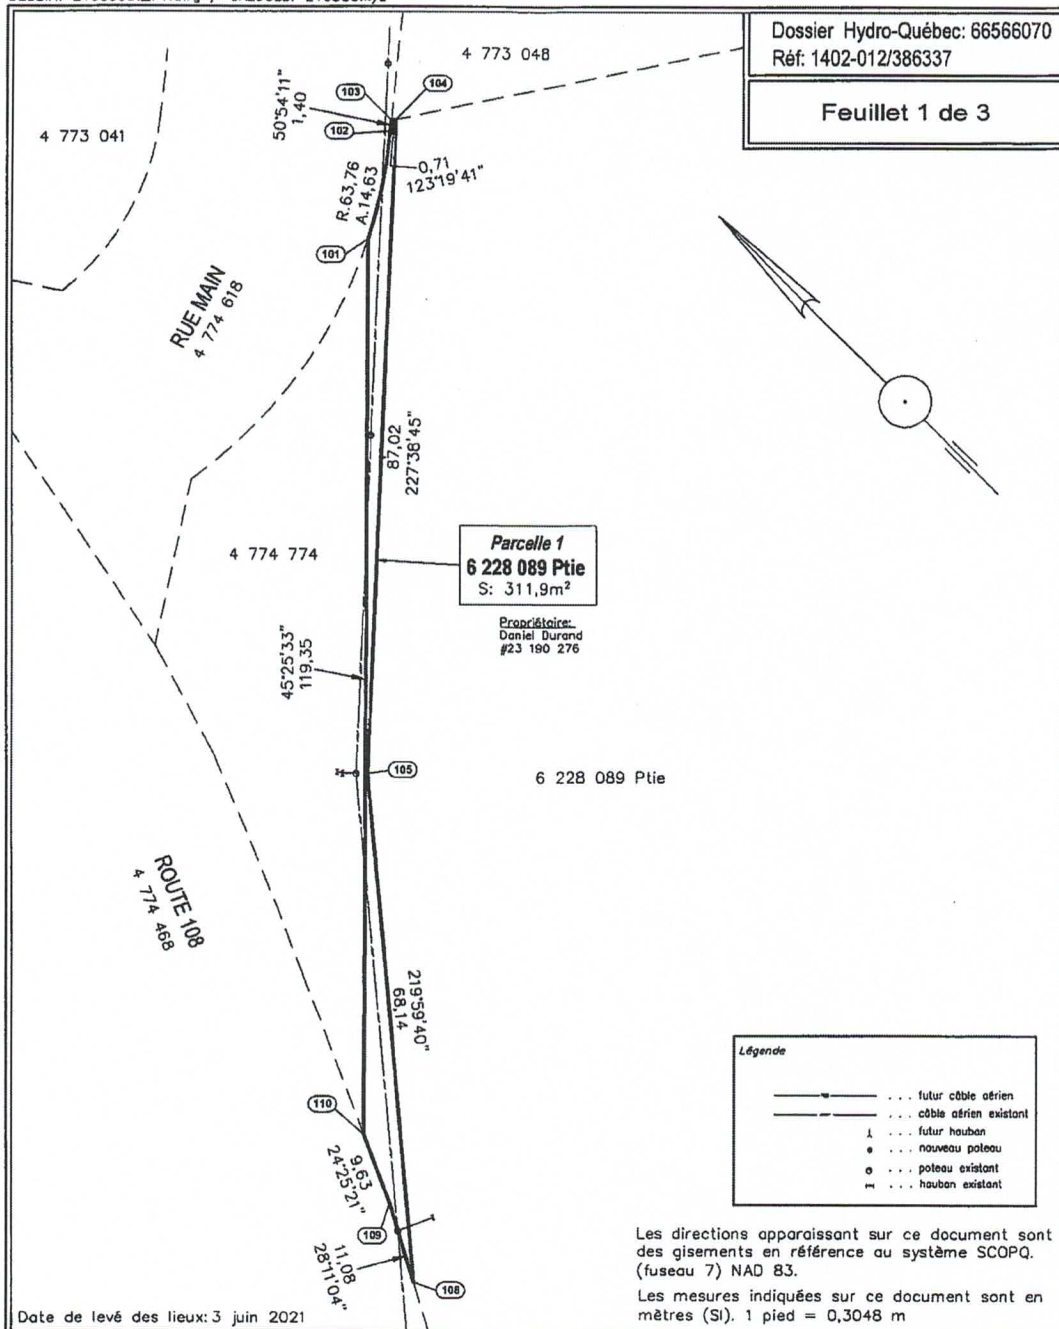 Dossier Hydro-Québec: 66566070
Réf: 1402-012/386337
Feuillet 1 de 3
4 773 048
103
104
50°54'11"
1,40
102
4 773 041
0,71
123°19'41"
R.63,76
A.14,63
101
RUE MAIN
4 774 618
87,02
227°38'45"
4 774 774
Parcelle 1
6 228 089 Ptie
S: 311,9m²
Propriétaire:
Daniel Durand
#23 190 276
45°25'33"
119,35
105
6 228 089 Ptie
ROUTE 108
4 774 468
219°59'40"
68,14
Légende
. . . futur câble aérien
. . . câble aérien existant
. . . futur hauban
. . . nouveau poteau
. . . poteau existant
. . . hauban existant
110
9,63
24°25'21"
109
11,08
28°11'04"
108
Les directions apparaissant sur ce document sont
des gisements en référence au système SCOPQ.
(fuseau 7) NAD 83.
Les mesures indiquées sur ce document sont en
mètres (SI). 1 pied = 0,3048 m
Date de levé des lieux: 3 juin 2021